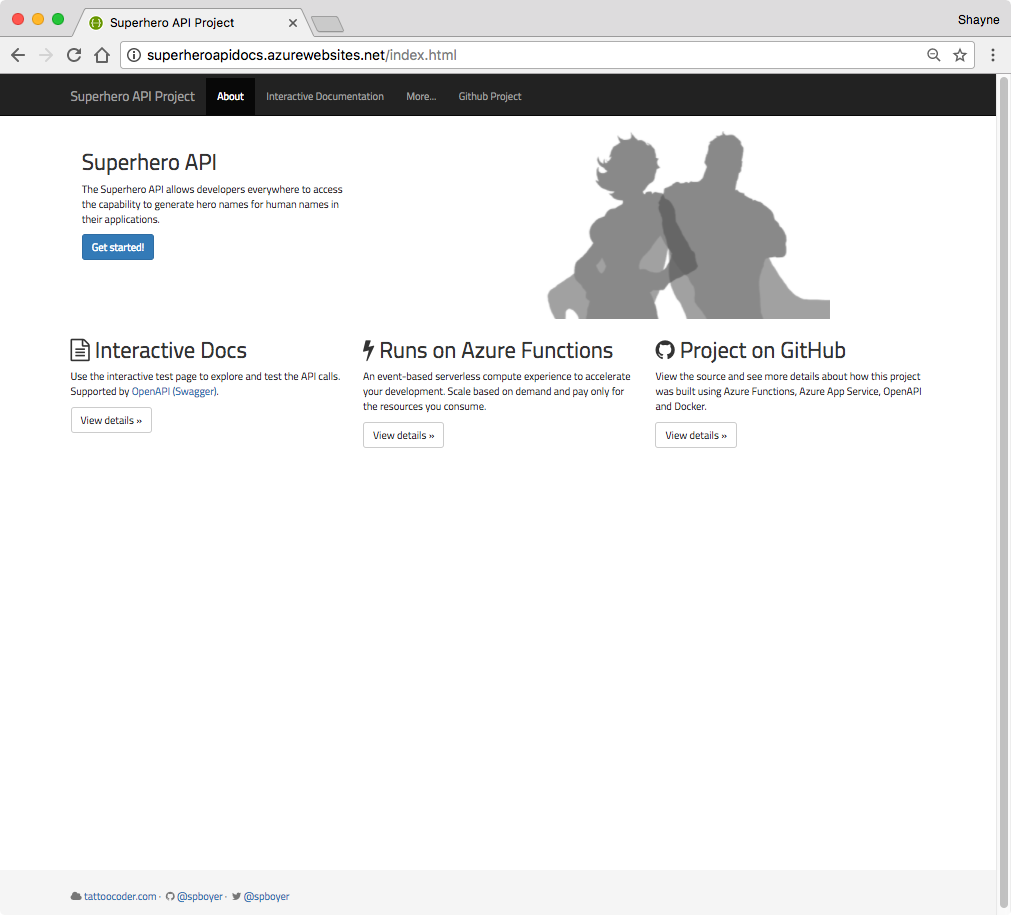 Superhero API Project
Shayne
superheroapidocs.azurewebsites.net/index.html
Superhero API Project About Interactive Documentation More... Github Project
Superhero API
The Superhero API allows developers everywhere to access
the capability to generate hero names for human names in
their applications.
Get started!
Interactive Docs
Use the interactive test page to explore and test the API calls.
Supported by OpenAPI (Swagger).
View details »
Runs on Azure Functions
An event-based serverless compute experience to accelerate
your development. Scale based on demand and pay only for
the resources you consume.
View details »
Project on GitHub
View the source and see more details about how this project
was built using Azure Functions, Azure App Service, OpenAPI
and Docker.
View details »
tattoocoder.com · @spboyer · @spboyer